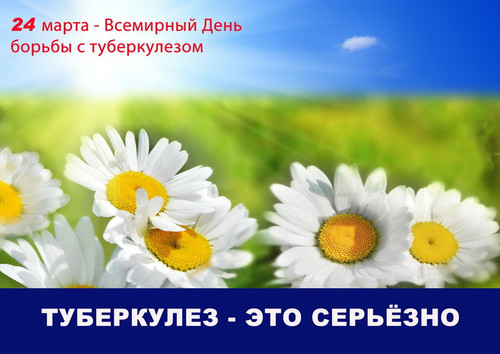 24 марта - Всемирный День
борьбы с туберкулезом
ТУБЕРКУЛЕЗ - ЭТО СЕРЬЁЗНО